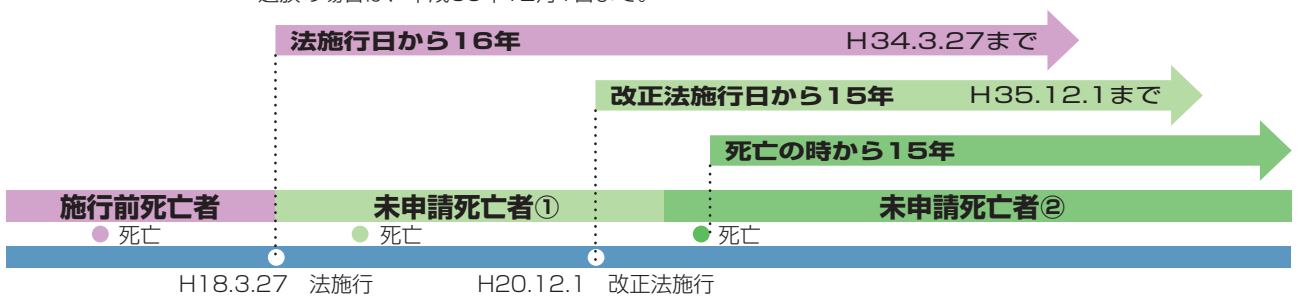 法施行日から16年 H34.3.27まで
改正法施行日から15年 H35.12.1まで
死亡の時から15年
施行前死亡者 未申請死亡者① 未申請死亡者②
死亡 死亡 死亡
H18.3.27 法施行 H20.12.1 改正法施行